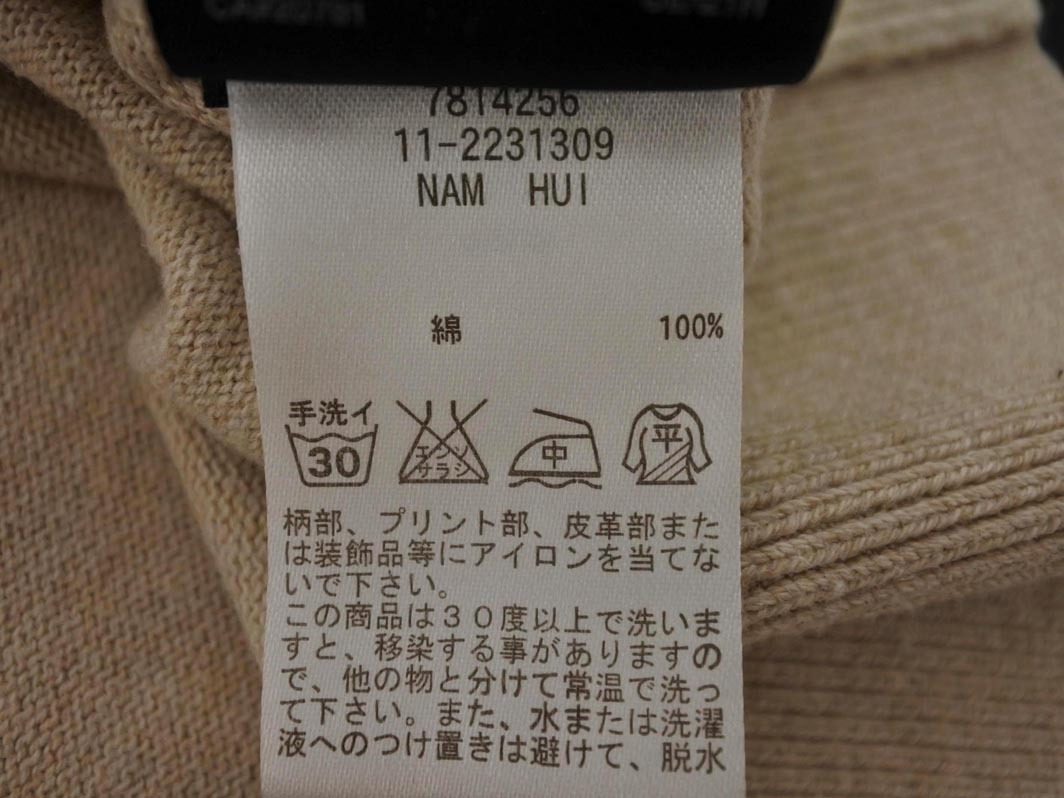 7814256
11-2231309
NAM HUI
綿 100%
手洗イ
30
エンソ
サラシ
中
平
柄部、プリント部、皮革部また
は装飾品等にアイロンを当てな
いで下さい。
この商品は３０度以上で洗いま
すと、移染する事がありますの
で、他の物と分けて常温で洗っ
て下さい。また、水または洗濯
液へのつけ置きは避けて、脱水